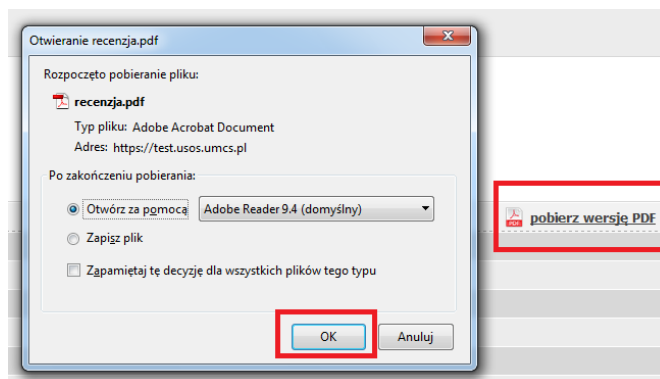 Otwieranie recenzja.pdf
Rozpoczęto pobieranie pliku:
recenzja.pdf
Typ pliku: Adobe Acrobat Document
Adres: https://test.usos.umcs.pl
Po zakończeniu pobierania:
Otwórz za pomocą Adobe Reader 9.4 (domyślny)
Zapisz plik
Zapamiętaj tę decyzję dla wszystkich plików tego typu
OK Anuluj
PDF pobierz wersję PDF